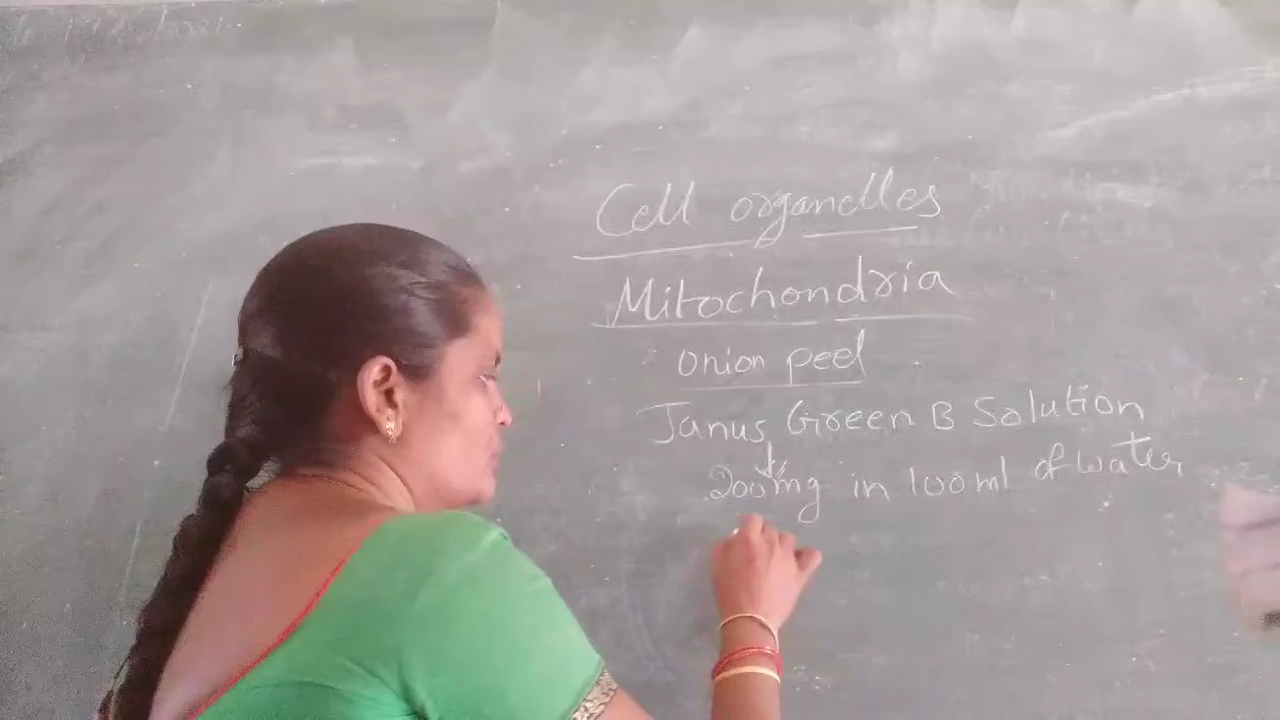 Cell organelles
Mitochondria
onion peel
Janus Green B Solution
200mg in 100ml of water